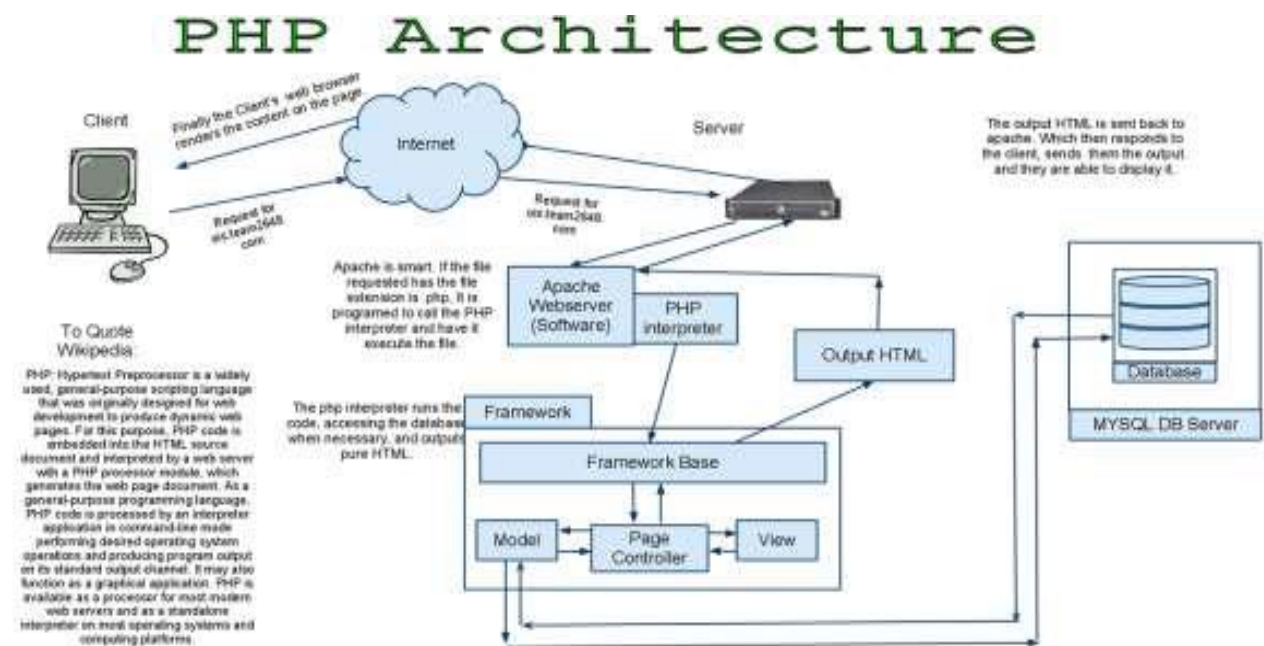 PHP Architecture
Client
Finally the Client's web browser
renders the content on the page
Internet
Server
The output HTML is sent back to
apache. Which then responds to
the client, sends them the output
and they are able to display it.
Request for
com
Request for
com
Apache is smart. If the file
requested has the file
extension is php, It is
programed to call the PHP
interpreter and have it
execute the file
Apache
Webserver
(Software)
PHP
interpreter
Output HTML
Database
MYSQL DB Server
To Quote
Wikipedia:
PHP: Hypertext Preprocessor is a widely
used, general-purpose scripting language
that was originally designed for web
development to produce dynamic web
pages. For this purpose, PHP code is
embedded into the HTML source
document and interpreted by a web server
with a PHP processor module, which
generates the web page document. As a
general-purpose programming language,
PHP code is processed by an interpreter
application in command-line mode
performing desired operating system
operations and producing program output
on its standard output channel. It may also
function as a graphical application. PHP is
available as a processor for most modern
web servers and as a standalone
interpreter on most operating systems and
computing platforms.
The php interpreter runs the
code, accessing the database
when necessary, and outputs
pure HTML.
Framework
Framework Base
Model
Page
Controller
View